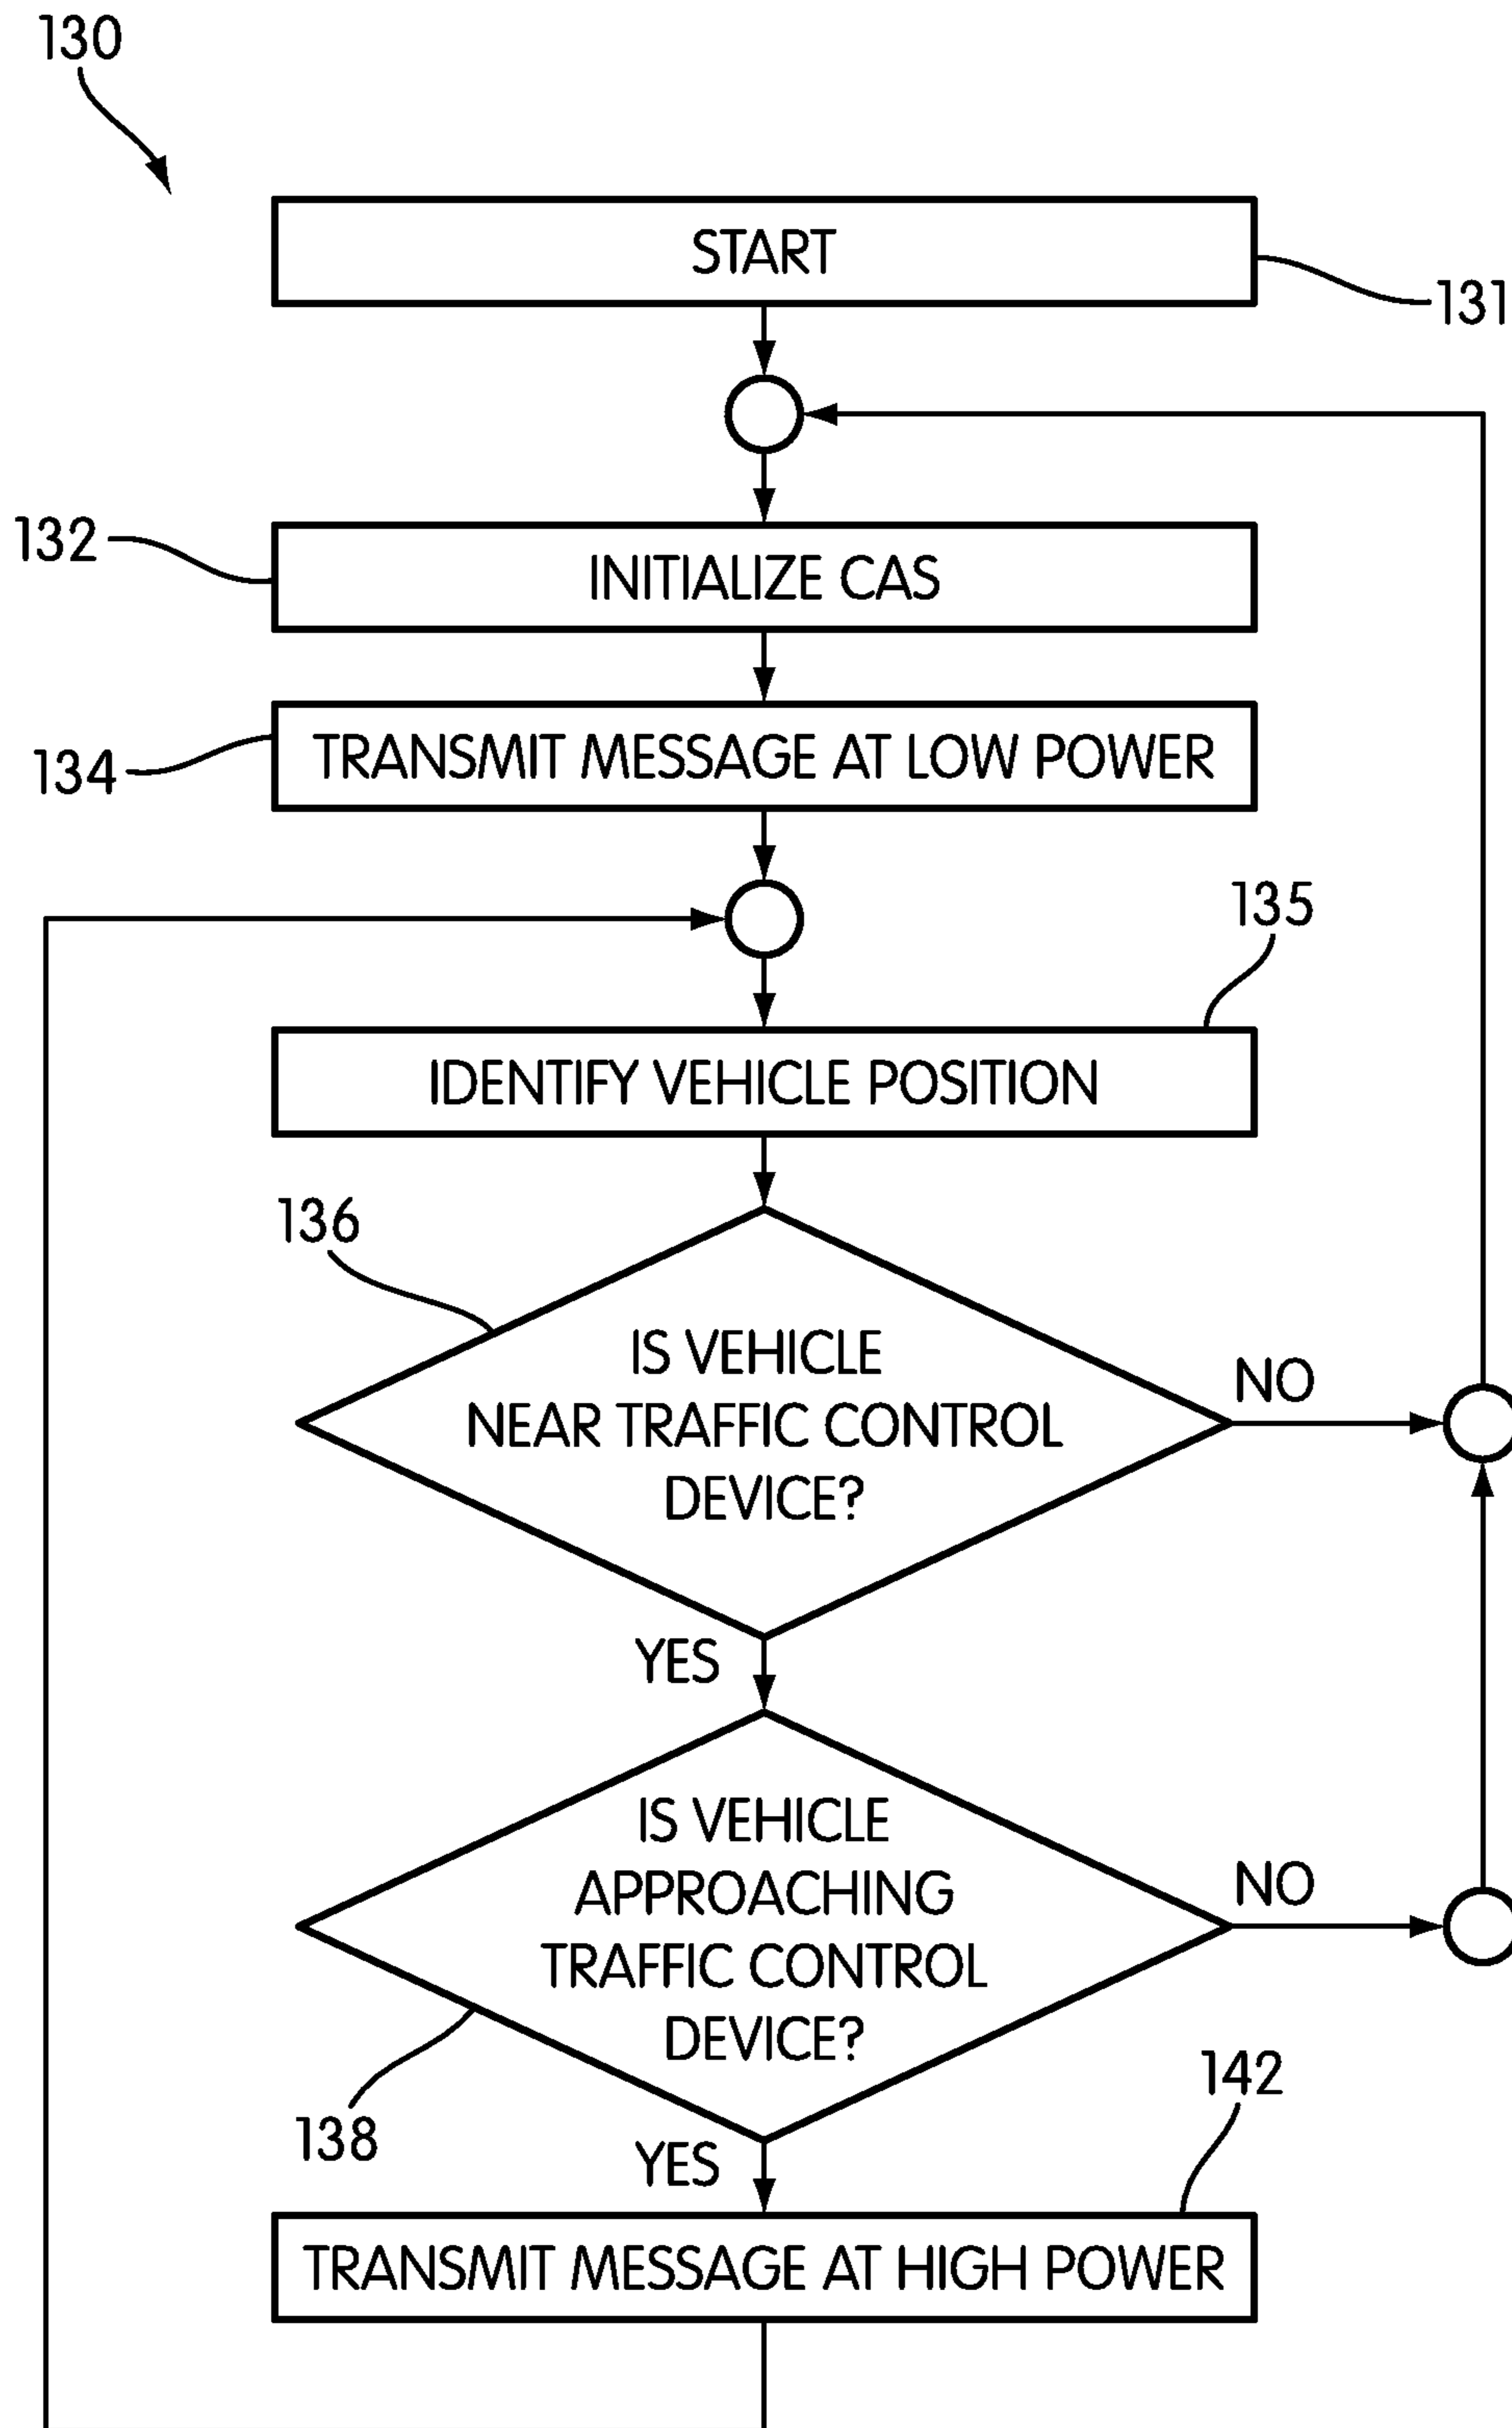 130
START
131
132
INITIALIZE CAS
134
TRANSMIT MESSAGE AT LOW POWER
135
IDENTIFY VEHICLE POSITION
136
IS VEHICLE
NEAR TRAFFIC CONTROL
DEVICE?
NO
YES
IS VEHICLE
APPROACHING
TRAFFIC CONTROL
DEVICE?
NO
138
YES
142
TRANSMIT MESSAGE AT HIGH POWER